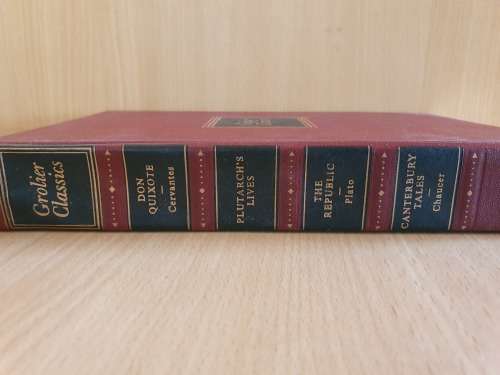 Grolier
Classics
DON
QUIXOTE
Cervantes
PLUTARCH'S
LIVES
THE
REPUBLIC
Plato
CANTERBURY
TALES
Chaucer